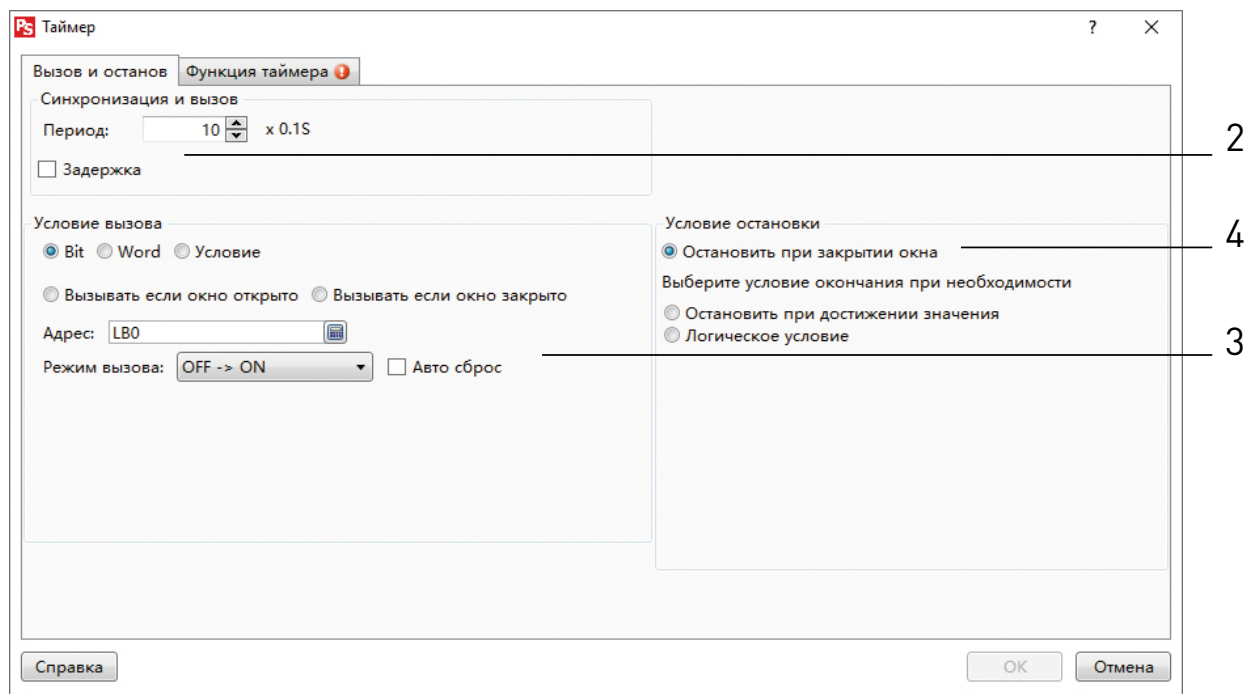 PS Таймер ? ×
Вызов и останов Функция таймера !
Синхронизация и вызов
Период: 10 x 0.1S
2
Задержка
Условие вызова
Bit Word Условие
Вызывать если окно открыто Вызывать если окно закрыто
Адрес: LB0
Режим вызова: OFF -> ON Авто сброс
3
Условие остановки
4
Остановить при закрытии окна
Выберите условие окончания при необходимости
Остановить при достижении значения
Логическое условие
Справка OK Отмена